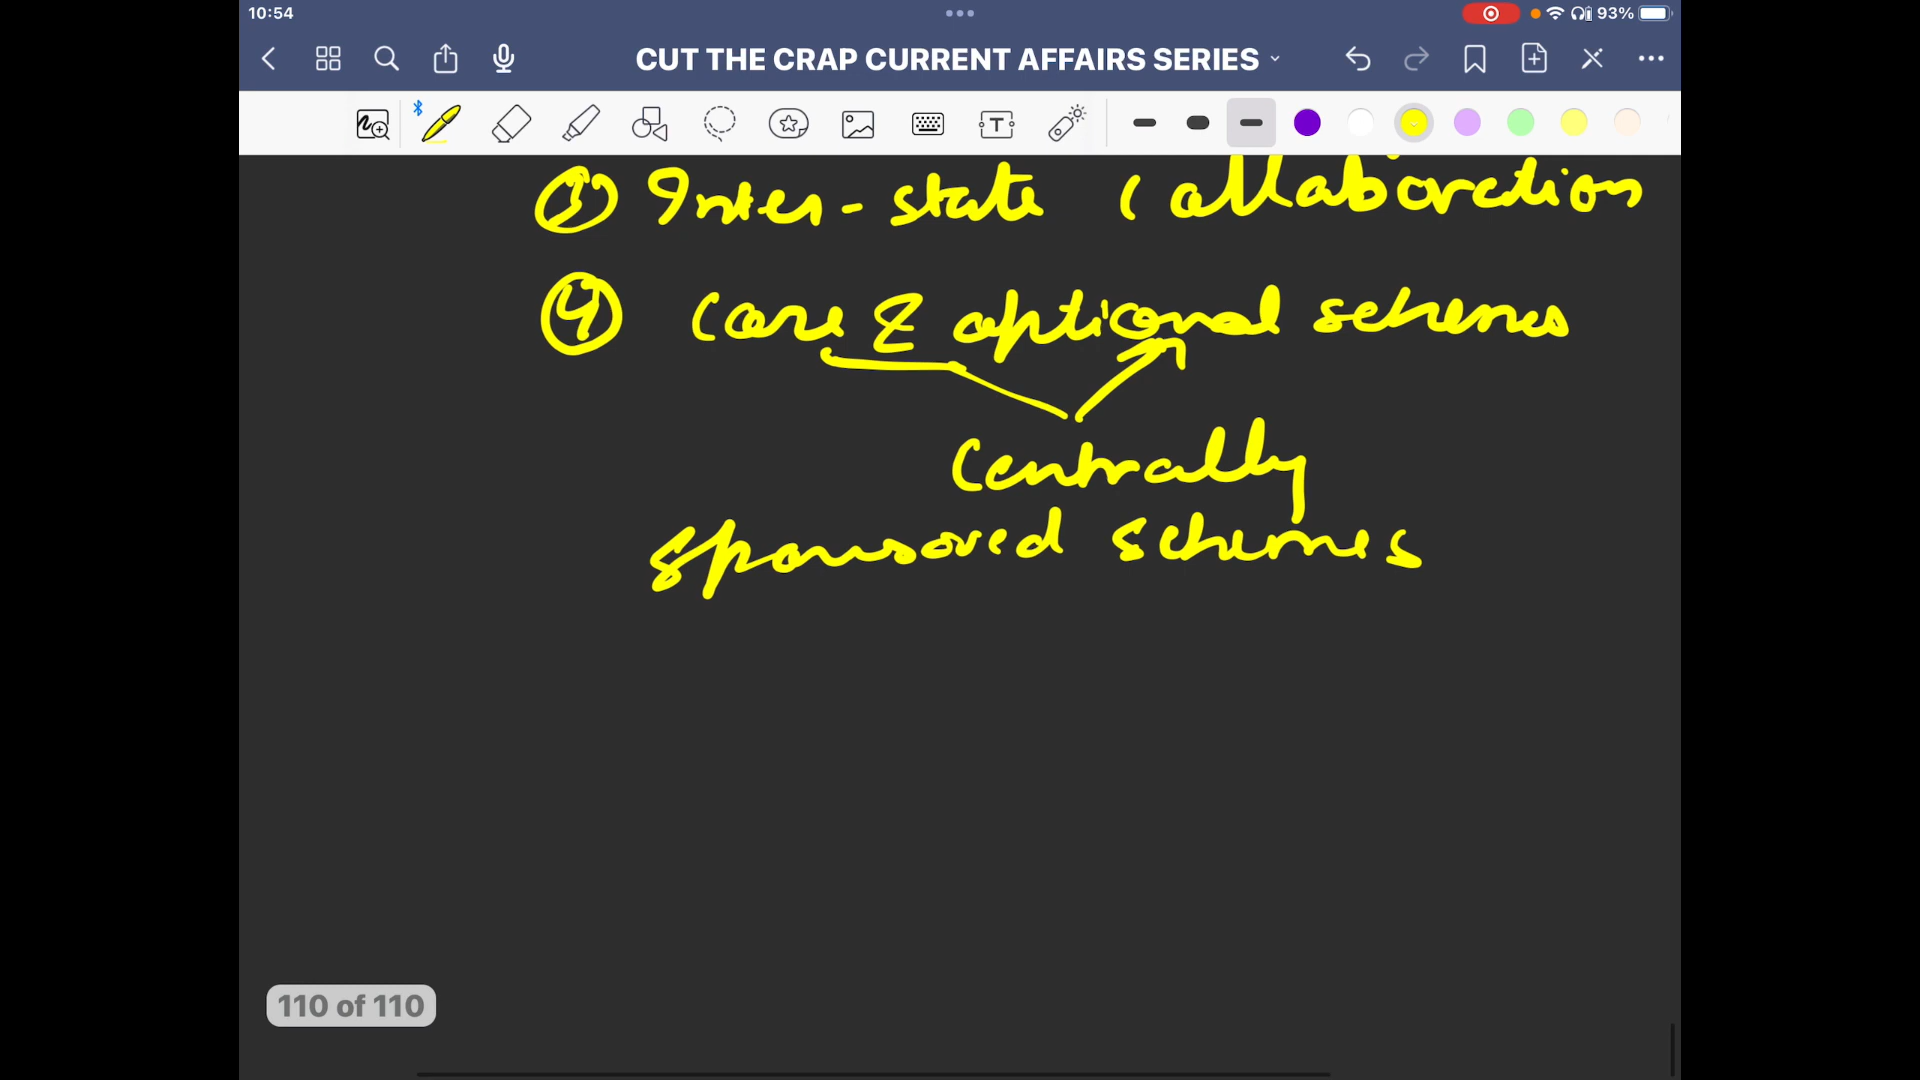 10:54
93%
CUT THE CRAP CURRENT AFFAIRS SERIES
T
③ Inter-state Collaboration
④ Core & optional schemes
Centrally
sponsored schemes
110 of 110